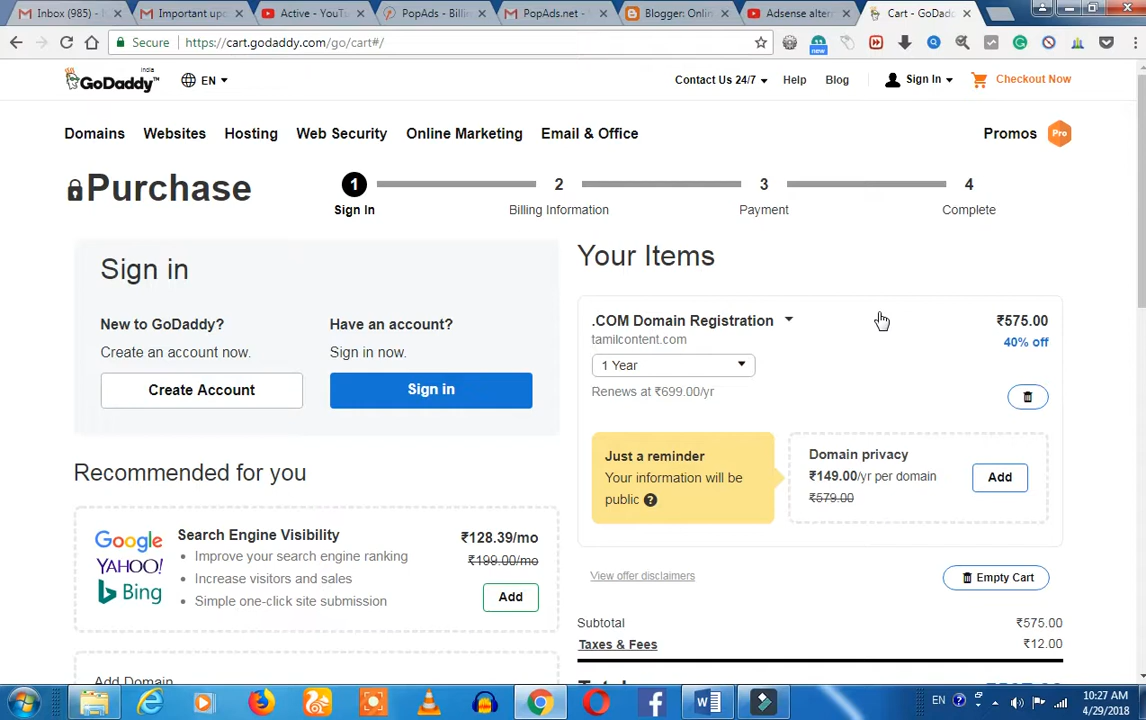 Inbox (985) -
Important up
Active - YouTu
PopAds - Billin
PopAds.net - M
Blogger: Onlin
Adsense alter
Cart - GoDadd
Secure
https://cart.godaddy.com/go/cart#/
new
GoDaddy™
India
EN
Contact Us 24/7
Help
Blog
Sign In
Checkout Now
Domains
Websites
Hosting
Web Security
Online Marketing
Email & Office
Promos
Pro
Purchase
1
2
3
4
Sign In
Billing Information
Payment
Complete
Sign in
New to GoDaddy?
Create an account now.
Create Account
Have an account?
Sign in now.
Sign in
Recommended for you
Google
YAHOO!
Bing
Search Engine Visibility
Improve your search engine ranking
Increase visitors and sales
Simple one-click site submission
₹128.39/mo
₹199.00/mo
Add
Add Domain
Your Items
.COM Domain Registration
₹575.00
tamilcontent.com
40% off
1 Year
Renews at ₹699.00/yr
Just a reminder
Your information will be
public ?
Domain privacy
₹149.00/yr per domain
₹579.00
Add
View offer disclaimers
Empty Cart
Subtotal
₹575.00
Taxes & Fees
₹12.00
EN
10:27 AM
4/29/2018